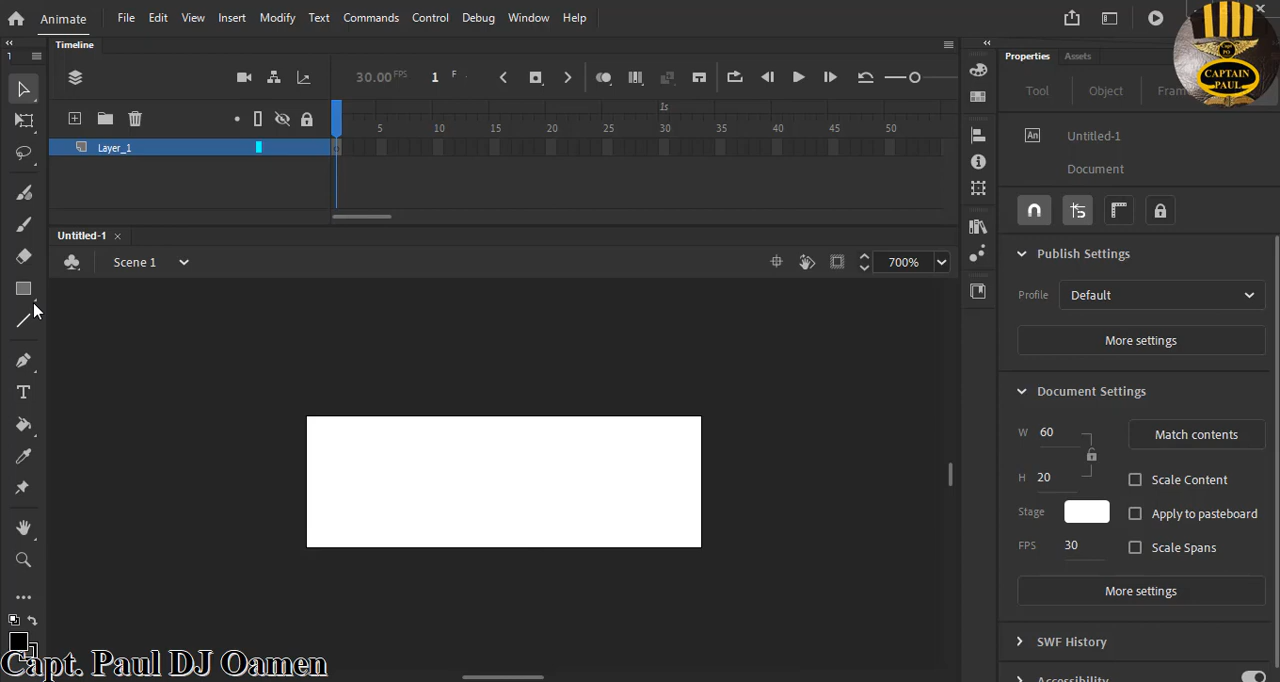 Animate File Edit View Insert Modify Text Commands Control Debug Window Help
Timeline
30.00 FPS 1 F
1s
5 10 15 20 25 30 35 40 45 50
Layer_1
Untitled-1 ×
Scene 1
700%
Properties Assets
CAPTAIN
PAUL
Tool Object Fram
An Untitled-1
Document
Publish Settings
Profile Default
More settings
Document Settings
W 60 Match contents
H 20 Scale Content
Stage Apply to pasteboard
FPS 30 Scale Spans
More settings
SWF History
Accessibility
T
Capt. Paul DJ Oamen